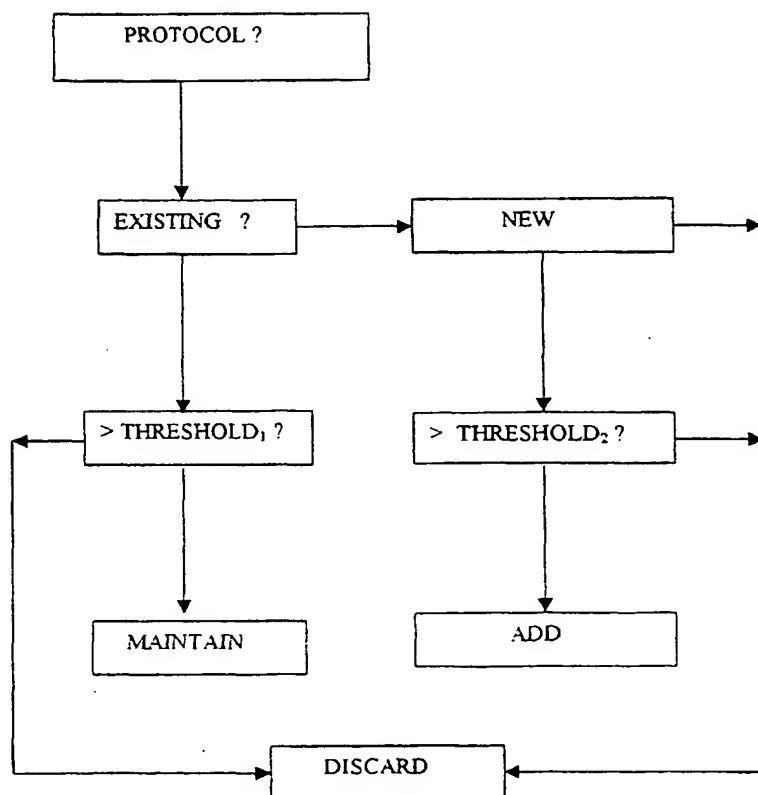 PROTOCOL ?
EXISTING ?
NEW
> THRESHOLD₁ ?
> THRESHOLD₂ ?
MAINTAIN
ADD
DISCARD